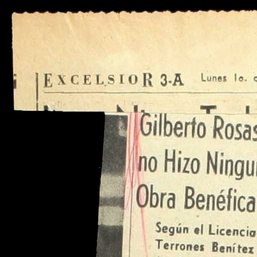 EXCELSIOR 3-A Lunes 1o.
Gilberto Rosas
no Hizo Ningu
Obra Benéfica
Según el Licencia
Terrones Benítez